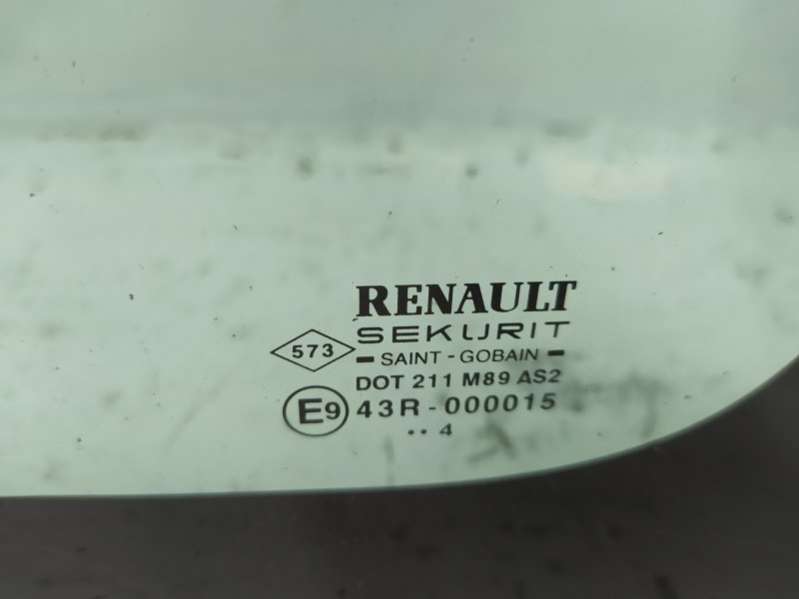 RENAULT
SEKURIT
573
- SAINT - GOBAIN -
DOT 211 M89 AS2
E9 43R - 000015
•• 4